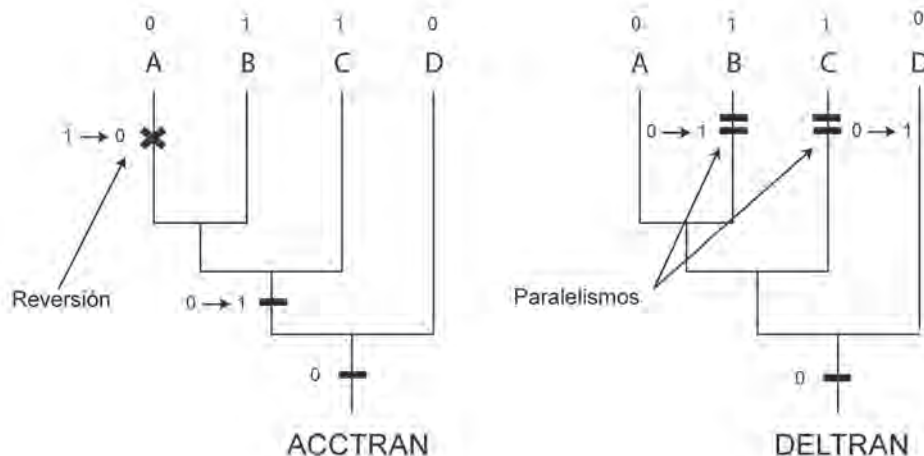 0 1 1 0 0 1 1 0
A B C D A B C D
1 → 0 0 → 1 0 → 1
Reversión Paralelismos
0 → 1
0 0
ACCTRAN DELTRAN